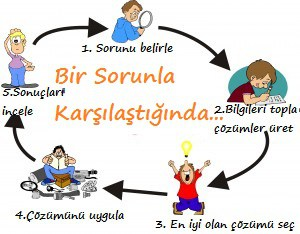 1. Sorunu belirle
Bir Sorunla
Karşılaştığında...
5.Sonuçları
incele
2.Bilgileri topla
çözümler üret
4.Çözümünü uygula
3. En iyi olan çözümü seç